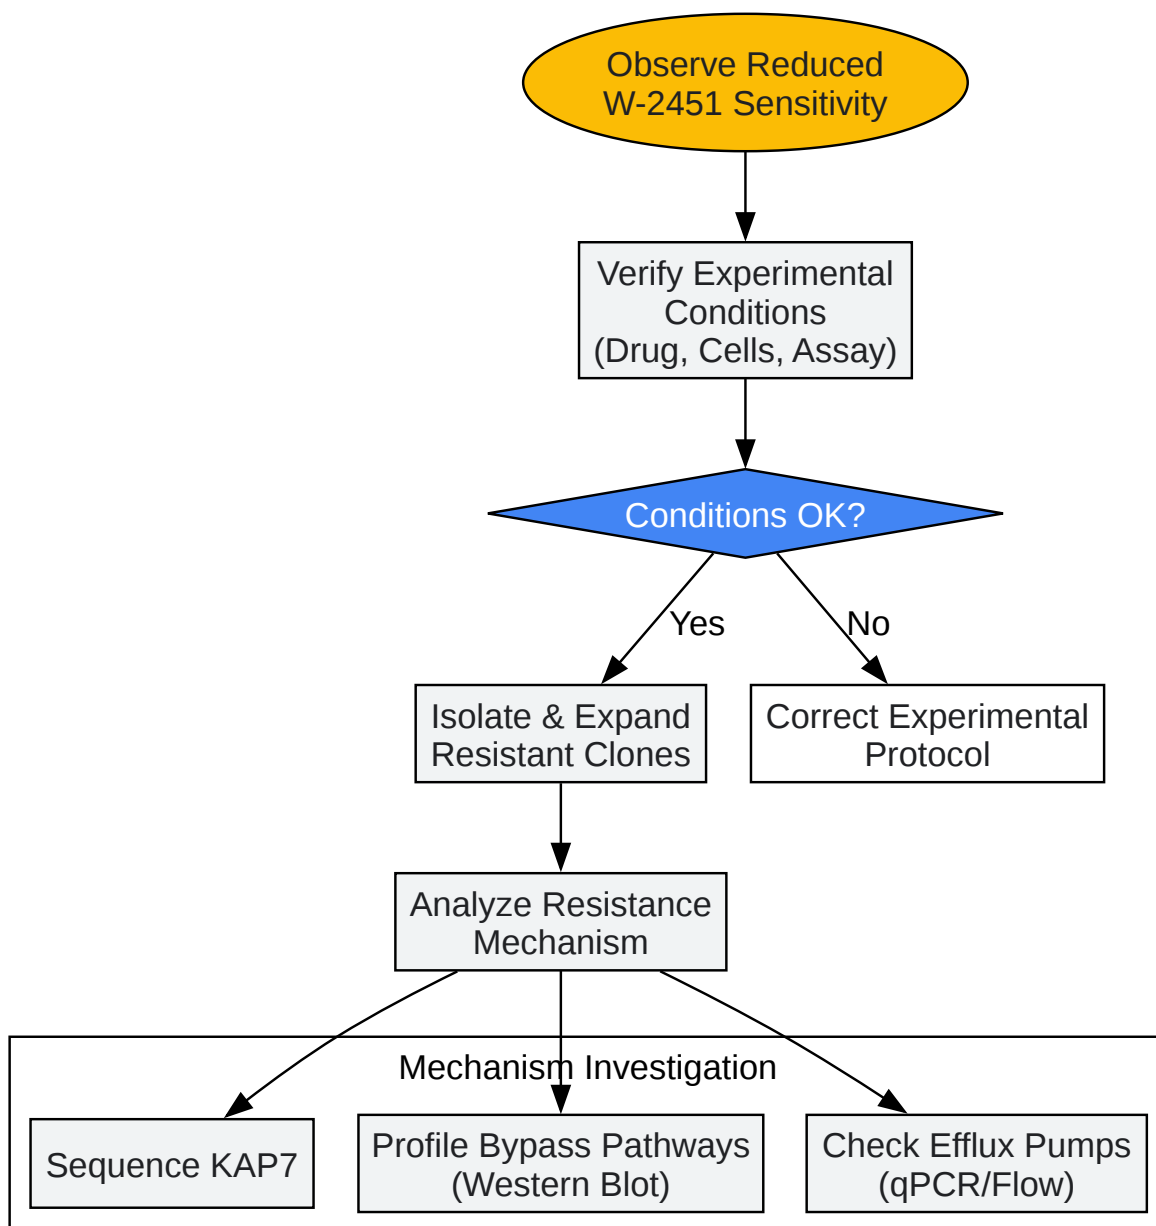 Observe Reduced
W-2451 Sensitivity
Verify Experimental
Conditions
(Drug, Cells, Assay)
Conditions OK?
Yes
No
Isolate & Expand
Resistant Clones
Correct Experimental
Protocol
Analyze Resistance
Mechanism
Mechanism Investigation
Sequence KAP7
Profile Bypass Pathways
(Western Blot)
Check Efflux Pumps
(qPCR/Flow)